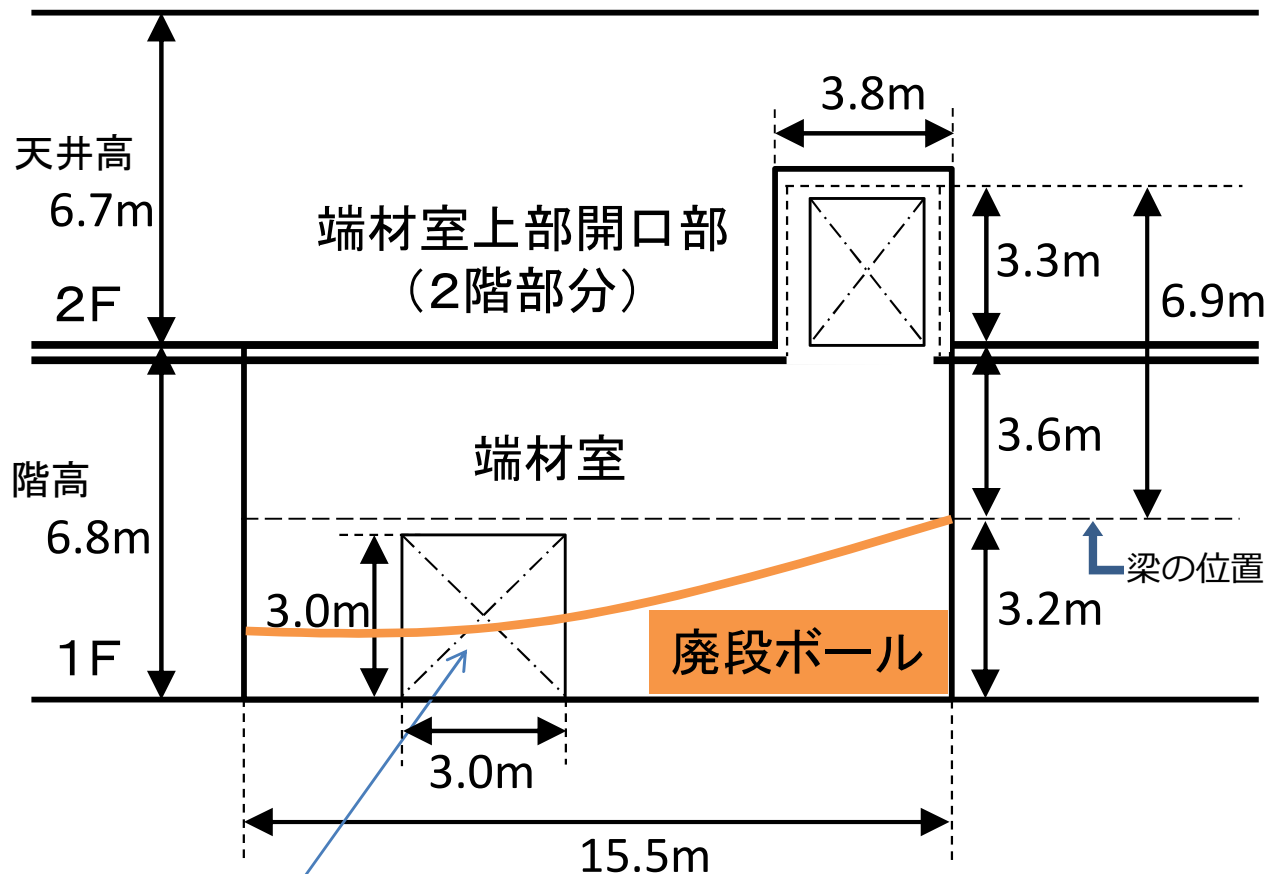 3.8m
天井高
6.7m
端材室上部開口部
（２階部分）
3.3m
6.9m
２F
端材室
3.6m
階高
6.8m
梁の位置
3.0m
3.2m
廃段ボール
１F
3.0m
15.5m